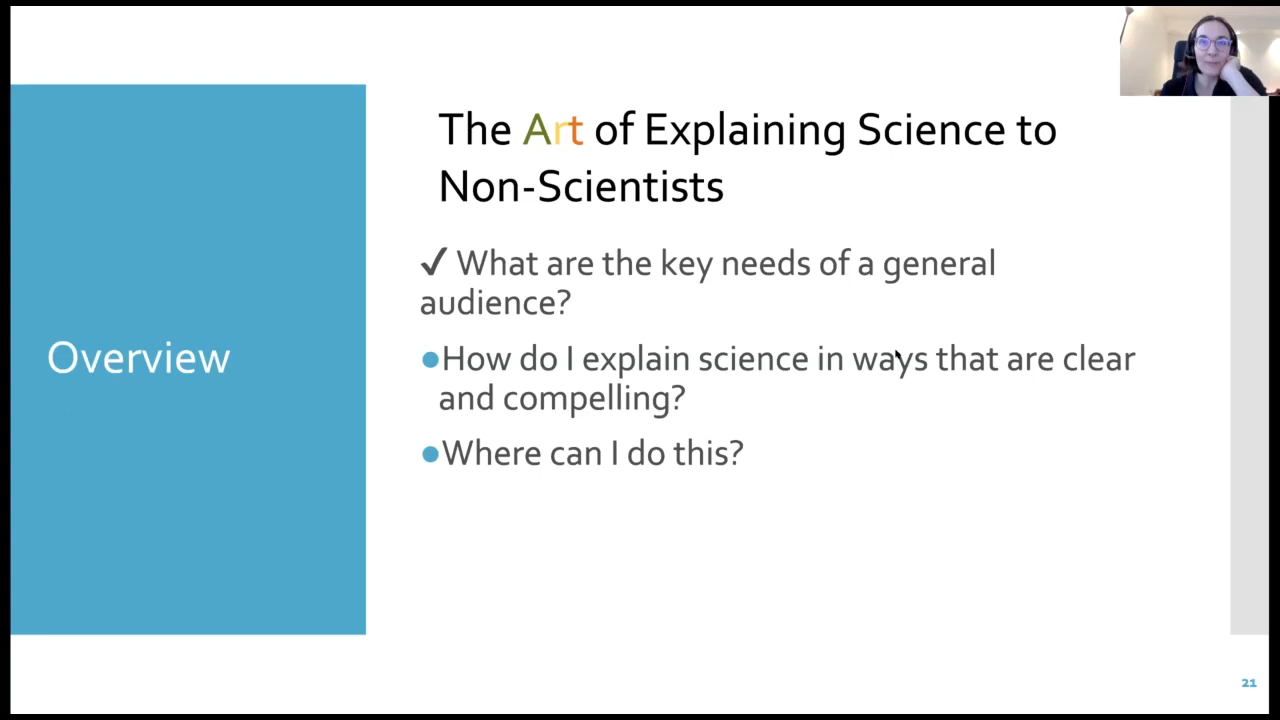 The Art of Explaining Science to
Non-Scientists
✓ What are the key needs of a general
audience?
Overview
●How do I explain science in ways that are clear
and compelling?
●Where can I do this?
21